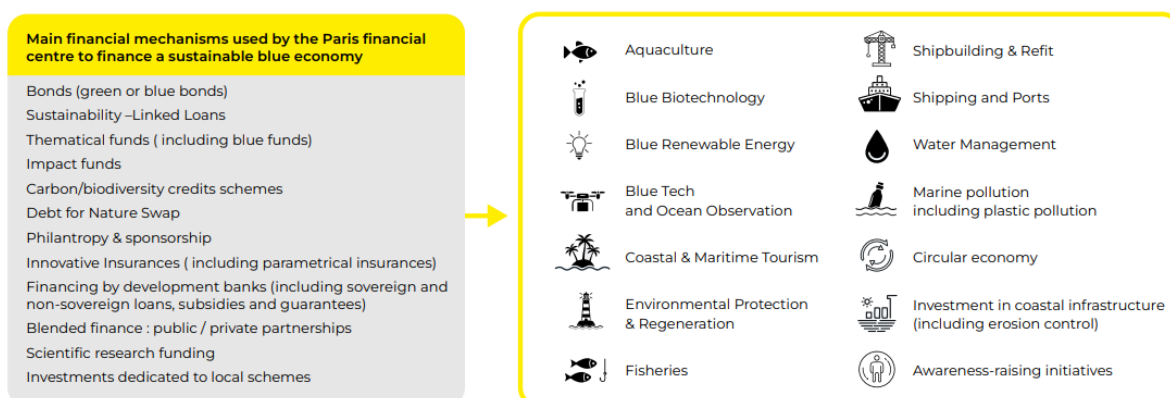 Main financial mechanisms used by the Paris financial
centre to finance a sustainable blue economy
Bonds (green or blue bonds)
Sustainability –Linked Loans
Thematical funds ( including blue funds)
Impact funds
Carbon/biodiversity credits schemes
Debt for Nature Swap
Philantropy & sponsorship
Innovative Insurances ( including parametrical insurances)
Financing by development banks (including sovereign and
non-sovereign loans, subsidies and guarantees)
Blended finance : public / private partnerships
Scientific research funding
Investments dedicated to local schemes
Aquaculture
Blue Biotechnology
Blue Renewable Energy
Blue Tech
and Ocean Observation
Coastal & Maritime Tourism
Environmental Protection
& Regeneration
Fisheries
Shipbuilding & Refit
Shipping and Ports
Water Management
Marine pollution
including plastic pollution
Circular economy
Investment in coastal infrastructure
(including erosion control)
Awareness-raising initiatives